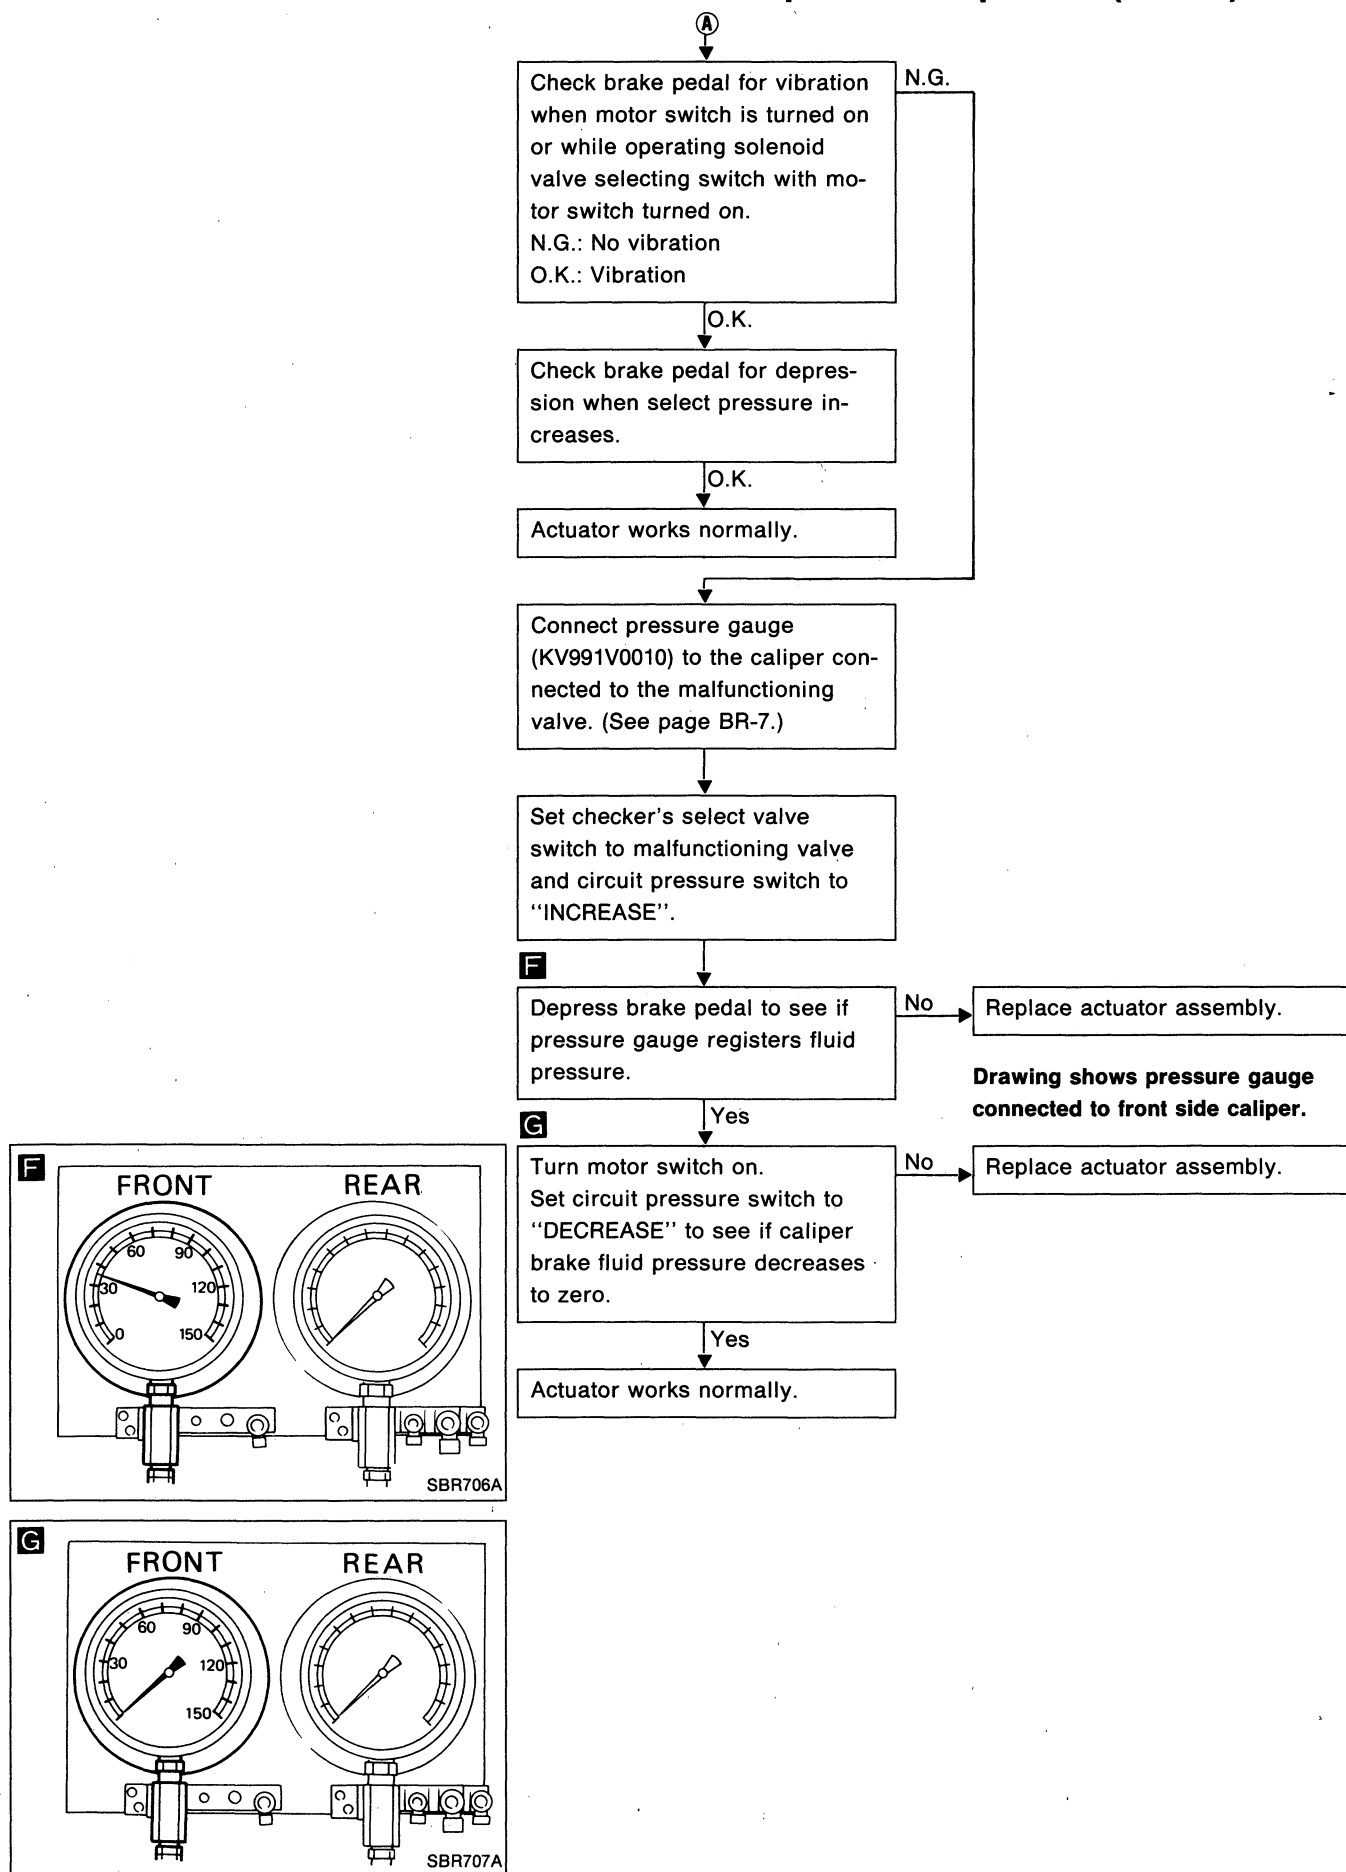 A
Check brake pedal for vibration
when motor switch is turned on
or while operating solenoid
valve selecting switch with mo-
tor switch turned on.
N.G.: No vibration
O.K.: Vibration
N.G.
O.K.
Check brake pedal for depres-
sion when select pressure in-
creases.
O.K.
Actuator works normally.
Connect pressure gauge
(KV991V0010) to the caliper con-
nected to the malfunctioning
valve. (See page BR-7.)
Set checker's select valve
switch to malfunctioning valve
and circuit pressure switch to
''INCREASE''.
F
Depress brake pedal to see if
pressure gauge registers fluid
pressure.
No
Replace actuator assembly.
Drawing shows pressure gauge
connected to front side caliper.
Yes
G
Turn motor switch on.
Set circuit pressure switch to
''DECREASE'' to see if caliper
brake fluid pressure decreases
to zero.
No
Replace actuator assembly.
Yes
Actuator works normally.
F
FRONT REAR
60 90
30 120
0 150
SBR706A
G
FRONT REAR
60 90
30 120
150
SBR707A